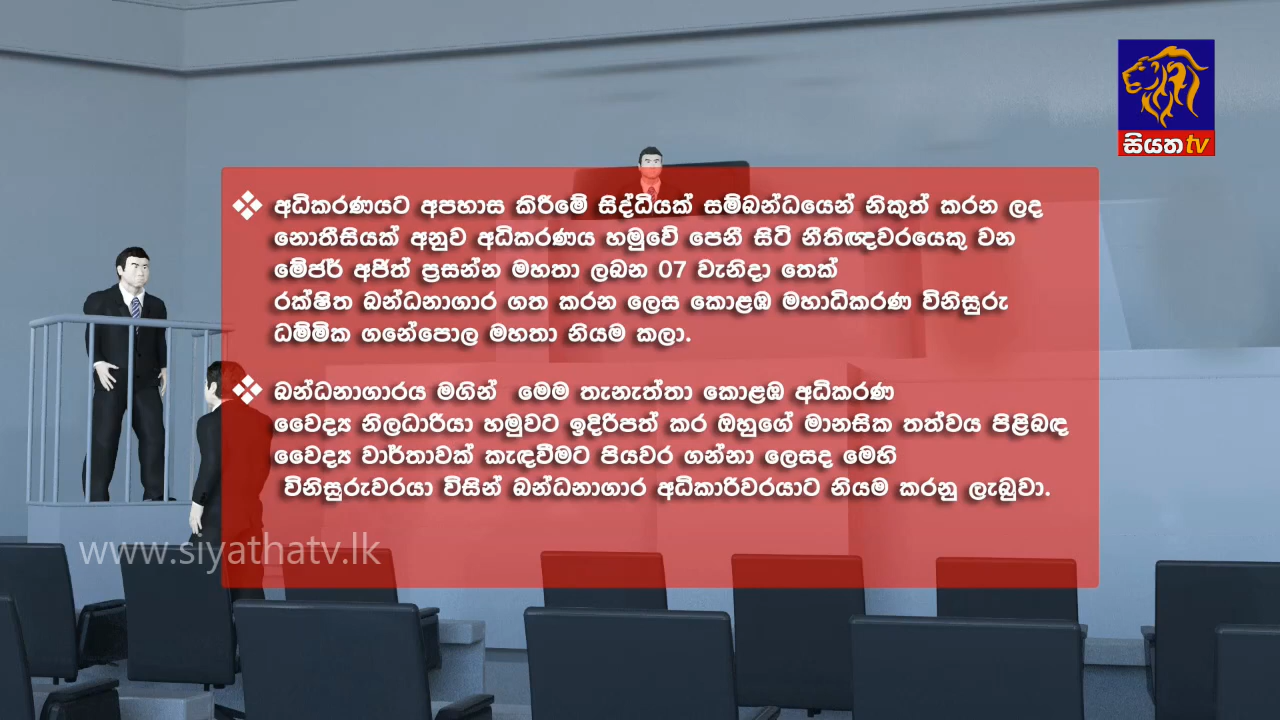 සියත tv
❖ අධිකරණයට අපහාස කිරීමේ සිද්ධියක් සම්බන්ධයෙන් නිකුත් කරන ලද
නොතීසියක් අනුව අධිකරණය හමුවේ පෙනී සිටි නීතිඥවරයෙකු වන
මේජර් අජිත් ප්‍රසන්න මහතා ලබන 07 වැනිදා තෙක්
රක්ෂිත බන්ධනාගාර ගත කරන ලෙස කොළඹ මහාධිකරණ විනිසුරු
ධම්මික ගනේපොල මහතා නියම කලා.
❖ බන්ධනාගාරය මගින් මෙම තැනැත්තා කොළඹ අධිකරණ
වෛද්‍ය නිලධාරියා හමුවට ඉදිරිපත් කර ඔහුගේ මානසික තත්වය පිළිබඳ
වෛද්‍ය වාර්තාවක් කැඳවීමට පියවර ගන්නා ලෙසද මෙහි
විනිසුරුවරයා විසින් බන්ධනාගාර අධිකාරිවරයාට නියම කරනු ලැබුවා.
www.siyathatv.lk